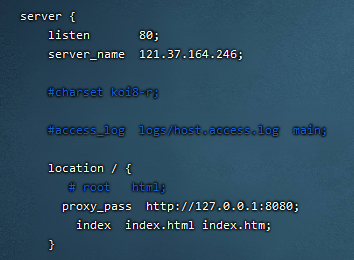 server {
listen 80;
server_name 121.37.164.246;
#charset koi8-r;
#access_log logs/host.access.log main;
location / {
# root html;
proxy_pass http://127.0.0.1:8080;
index index.html index.htm;
}